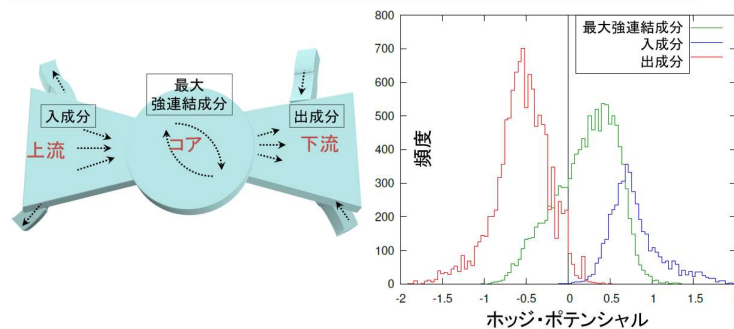 入成分
上流
最大
強連結成分
コア
出成分
下流
最大強連結成分
入成分
出成分
頻度
800
700
600
500
400
300
200
100
0
-2
-1.5
-1
-0.5
0
0.5
1
1.5
ホッジ・ポテンシャル